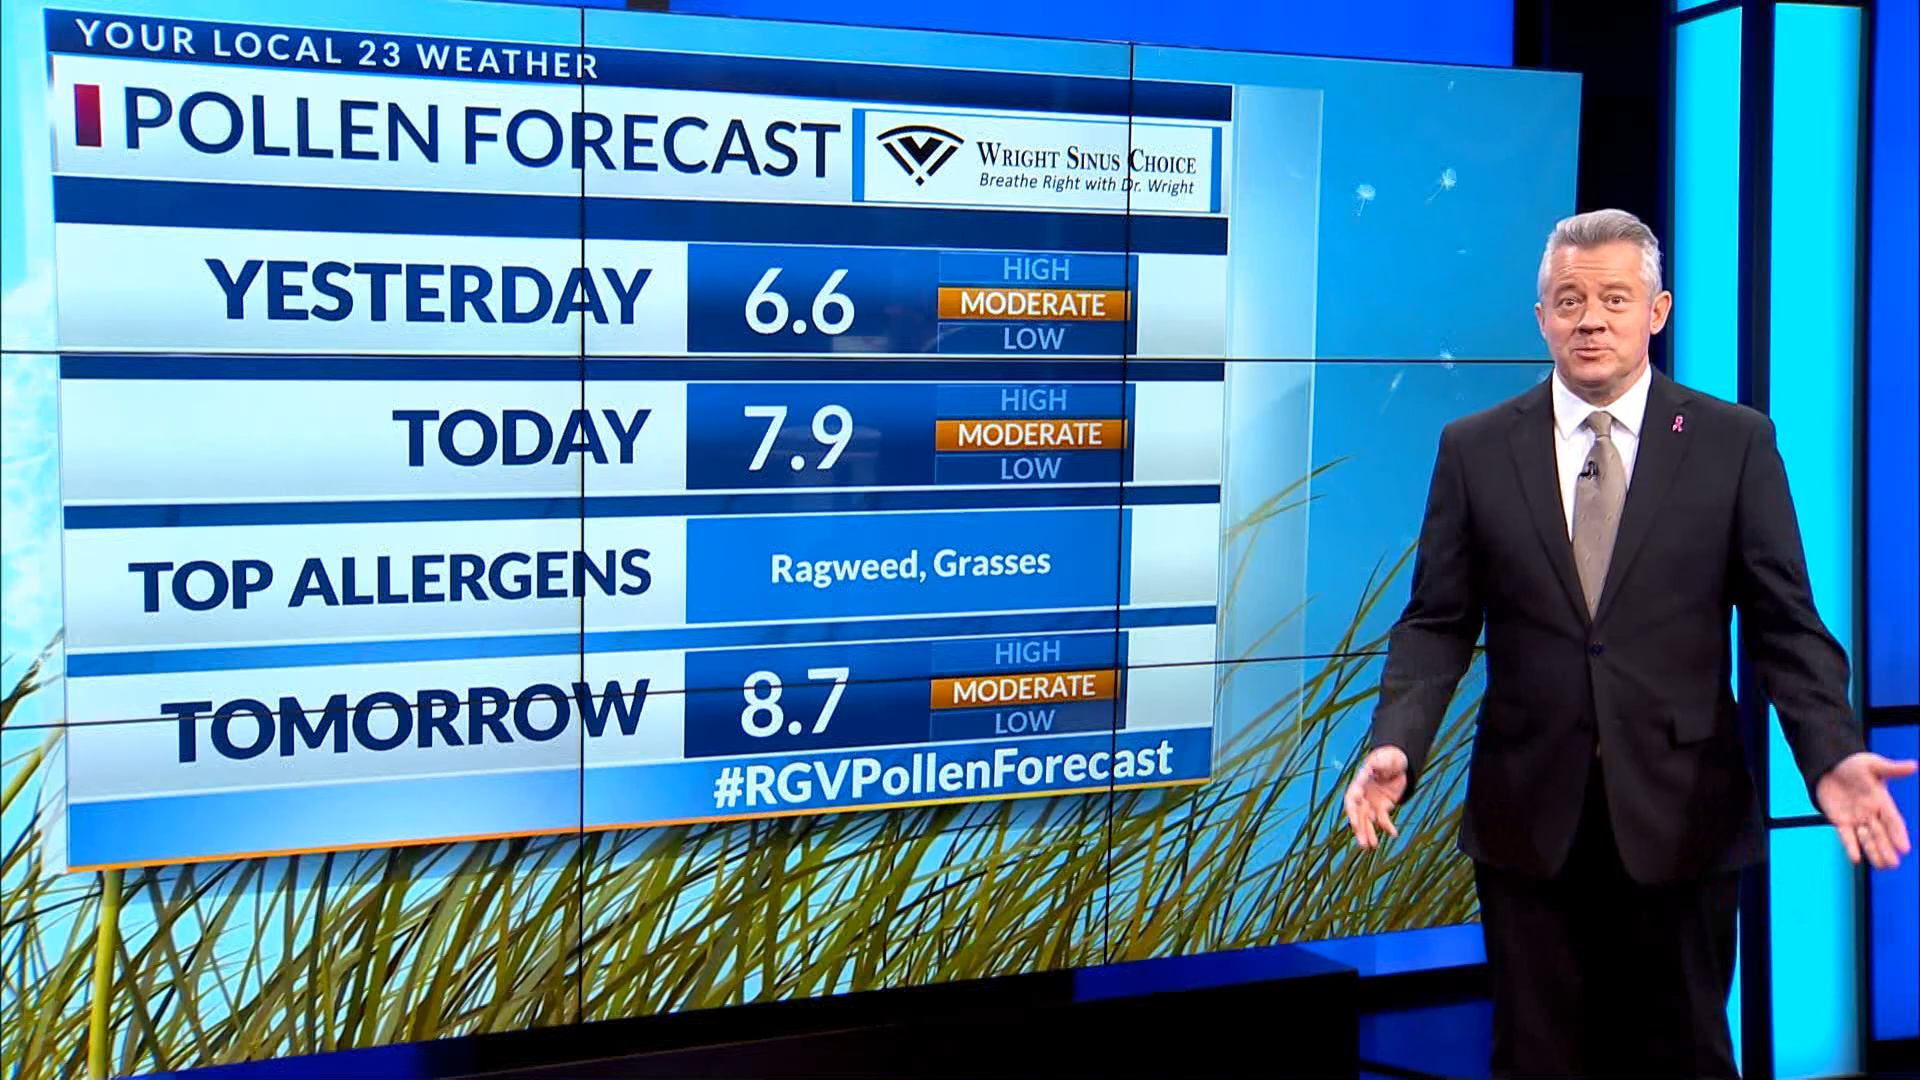 YOUR LOCAL 23 WEATHER
POLLEN FORECAST
WRIGHT SINUS CHOICE
Breathe Right with Dr. Wright
YESTERDAY
6.6
HIGH
MODERATE
LOW
TODAY
7.9
HIGH
MODERATE
LOW
TOP ALLERGENS
Ragweed, Grasses
TOMORROW
8.7
HIGH
MODERATE
LOW
#RGVPollenForecast